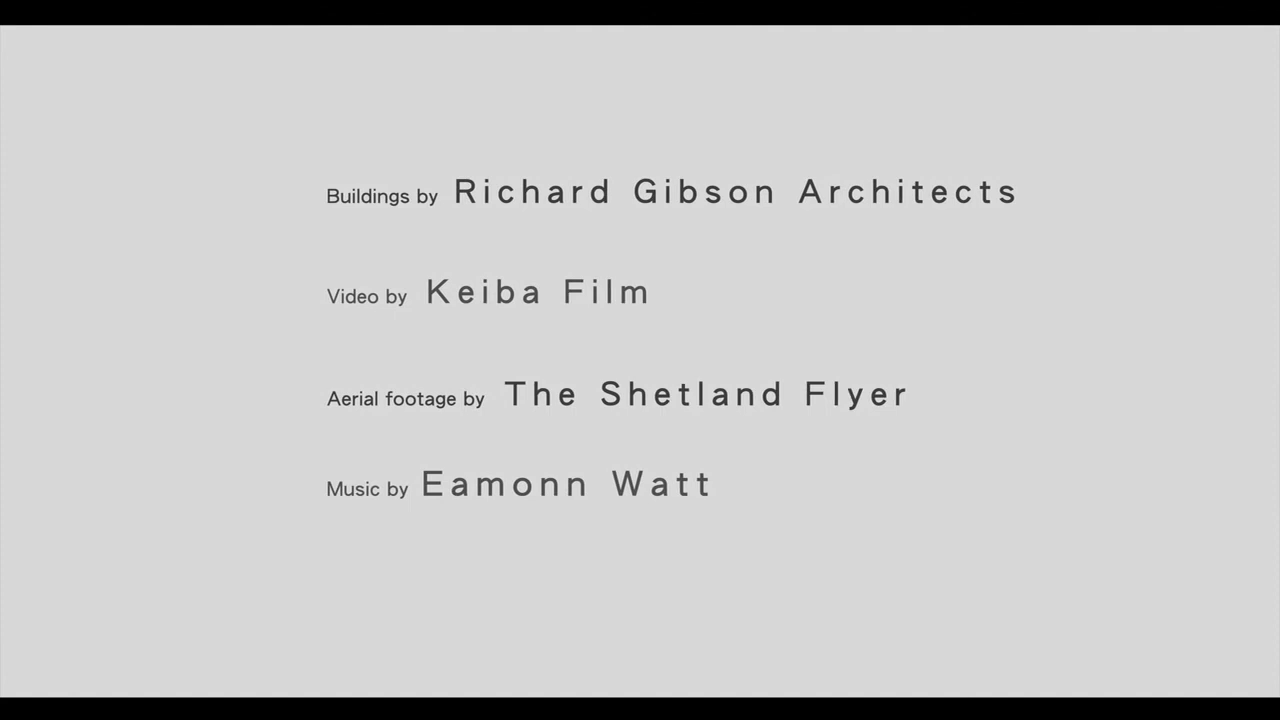 Buildings by Richard Gibson Architects
Video by Keiba Film
Aerial footage by The Shetland Flyer
Music by Eamonn Watt